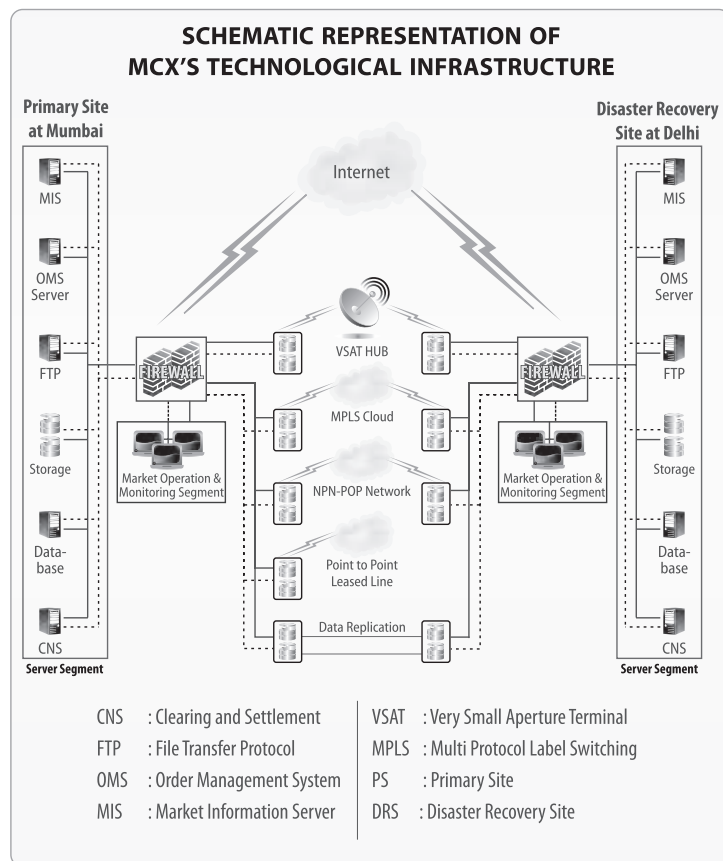 SCHEMATIC REPRESENTATION OF
MCX'S TECHNOLOGICAL INFRASTRUCTURE
Primary Site
at Mumbai
Disaster Recovery
Site at Delhi
Internet
MIS
OMS
Server
FTP
Storage
Data-
base
CNS
Server Segment
FIREWALL
Market Operation &
Monitoring Segment
VSAT HUB
MPLS Cloud
NPN-POP Network
Point to Point
Leased Line
Data Replication
FIREWALL
Market Operation &
Monitoring Segment
MIS
OMS
Server
FTP
Storage
Data-
base
CNS
Server Segment
CNS : Clearing and Settlement
FTP : File Transfer Protocol
OMS : Order Management System
MIS : Market Information Server
VSAT : Very Small Aperture Terminal
MPLS : Multi Protocol Label Switching
PS : Primary Site
DRS : Disaster Recovery Site